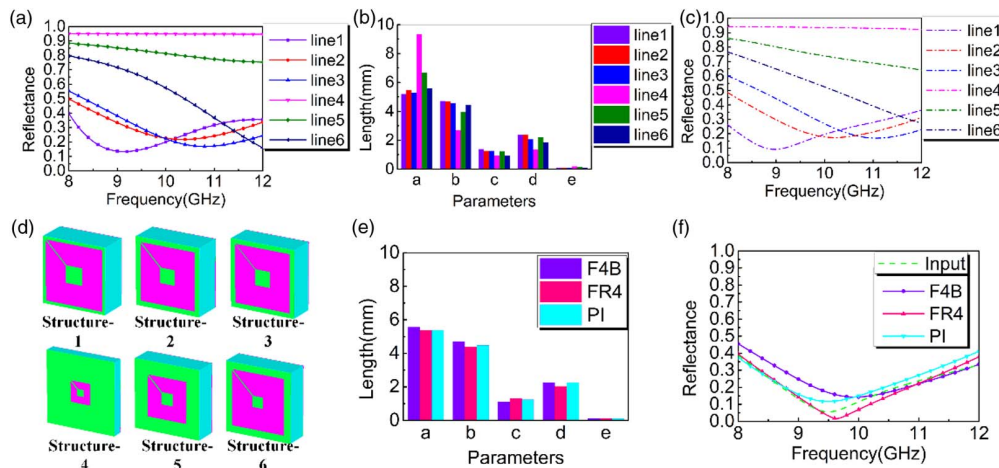 (a)
1.0
0.9
0.8
0.7
0.6
0.5
0.4
0.3
0.2
0.1
0.0
Reflectance
8 9 10 11 12
Frequency(GHz)
line1
line2
line3
line4
line5
line6
(b)
10
8
6
4
2
0
Length(mm)
a b c d e
Parameters
line1
line2
line3
line4
line5
line6
(c)
1.0
0.9
0.8
0.7
0.6
0.5
0.4
0.3
0.2
0.1
0.0
Reflectance
8 9 10 11 12
Frequency(GHz)
line1
line2
line3
line4
line5
line6
(d)
Structure-1
Structure-2
Structure-3
Structure-4
Structure-5
Structure-6
(e)
10
8
6
4
2
0
Length(mm)
a b c d e
Parameters
F4B
FR4
PI
(f)
1.0
0.9
0.8
0.7
0.6
0.5
0.4
0.3
0.2
0.1
0.0
Reflectance
8 9 10 11 12
Frequency(GHz)
Input
F4B
FR4
PI